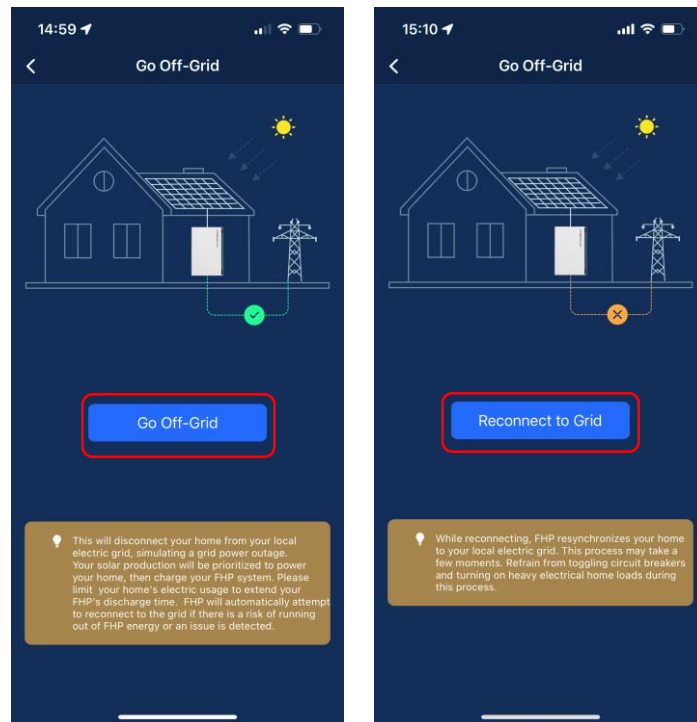 14:59
Go Off-Grid
Go Off-Grid
This will disconnect your home from your local
electric grid, simulating a grid power outage.
Your solar production will be prioritized to power
your home, then charge your FHP system. Please
limit your home's electric usage to extend your
FHP's discharge time. FHP will automatically attempt
to reconnect to the grid if there is a risk of running
out of FHP energy or an issue is detected.
15:10
Go Off-Grid
Reconnect to Grid
While reconnecting, FHP resynchronizes your home
to your local electric grid. This process may take a
few moments. Refrain from toggling circuit breakers
and turning on heavy electrical home loads during
this process.